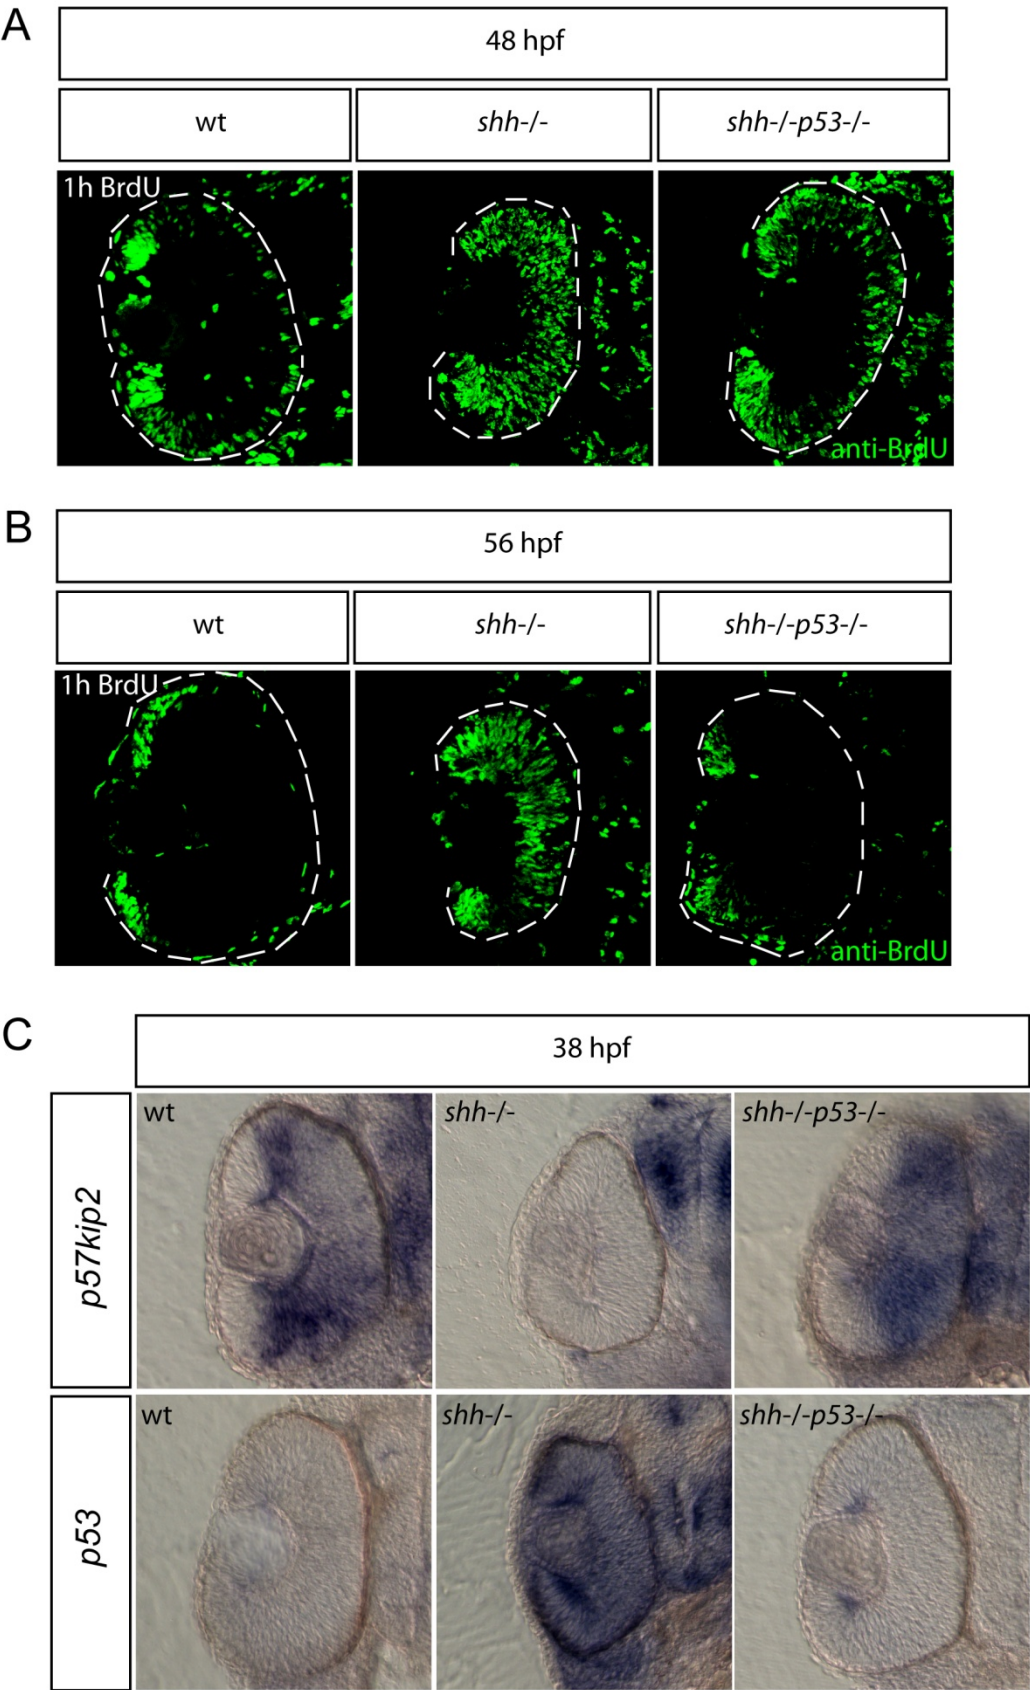 A
48 hpf
wt
shh-/-
shh-/-p53-/-
1h BrdU
anti-BrdU
B
56 hpf
wt
shh-/-
shh-/-p53-/-
1h BrdU
anti-BrdU
C
38 hpf
p57kip2
wt
shh-/-
shh-/-p53-/-
p53
wt
shh-/-
shh-/-p53-/-